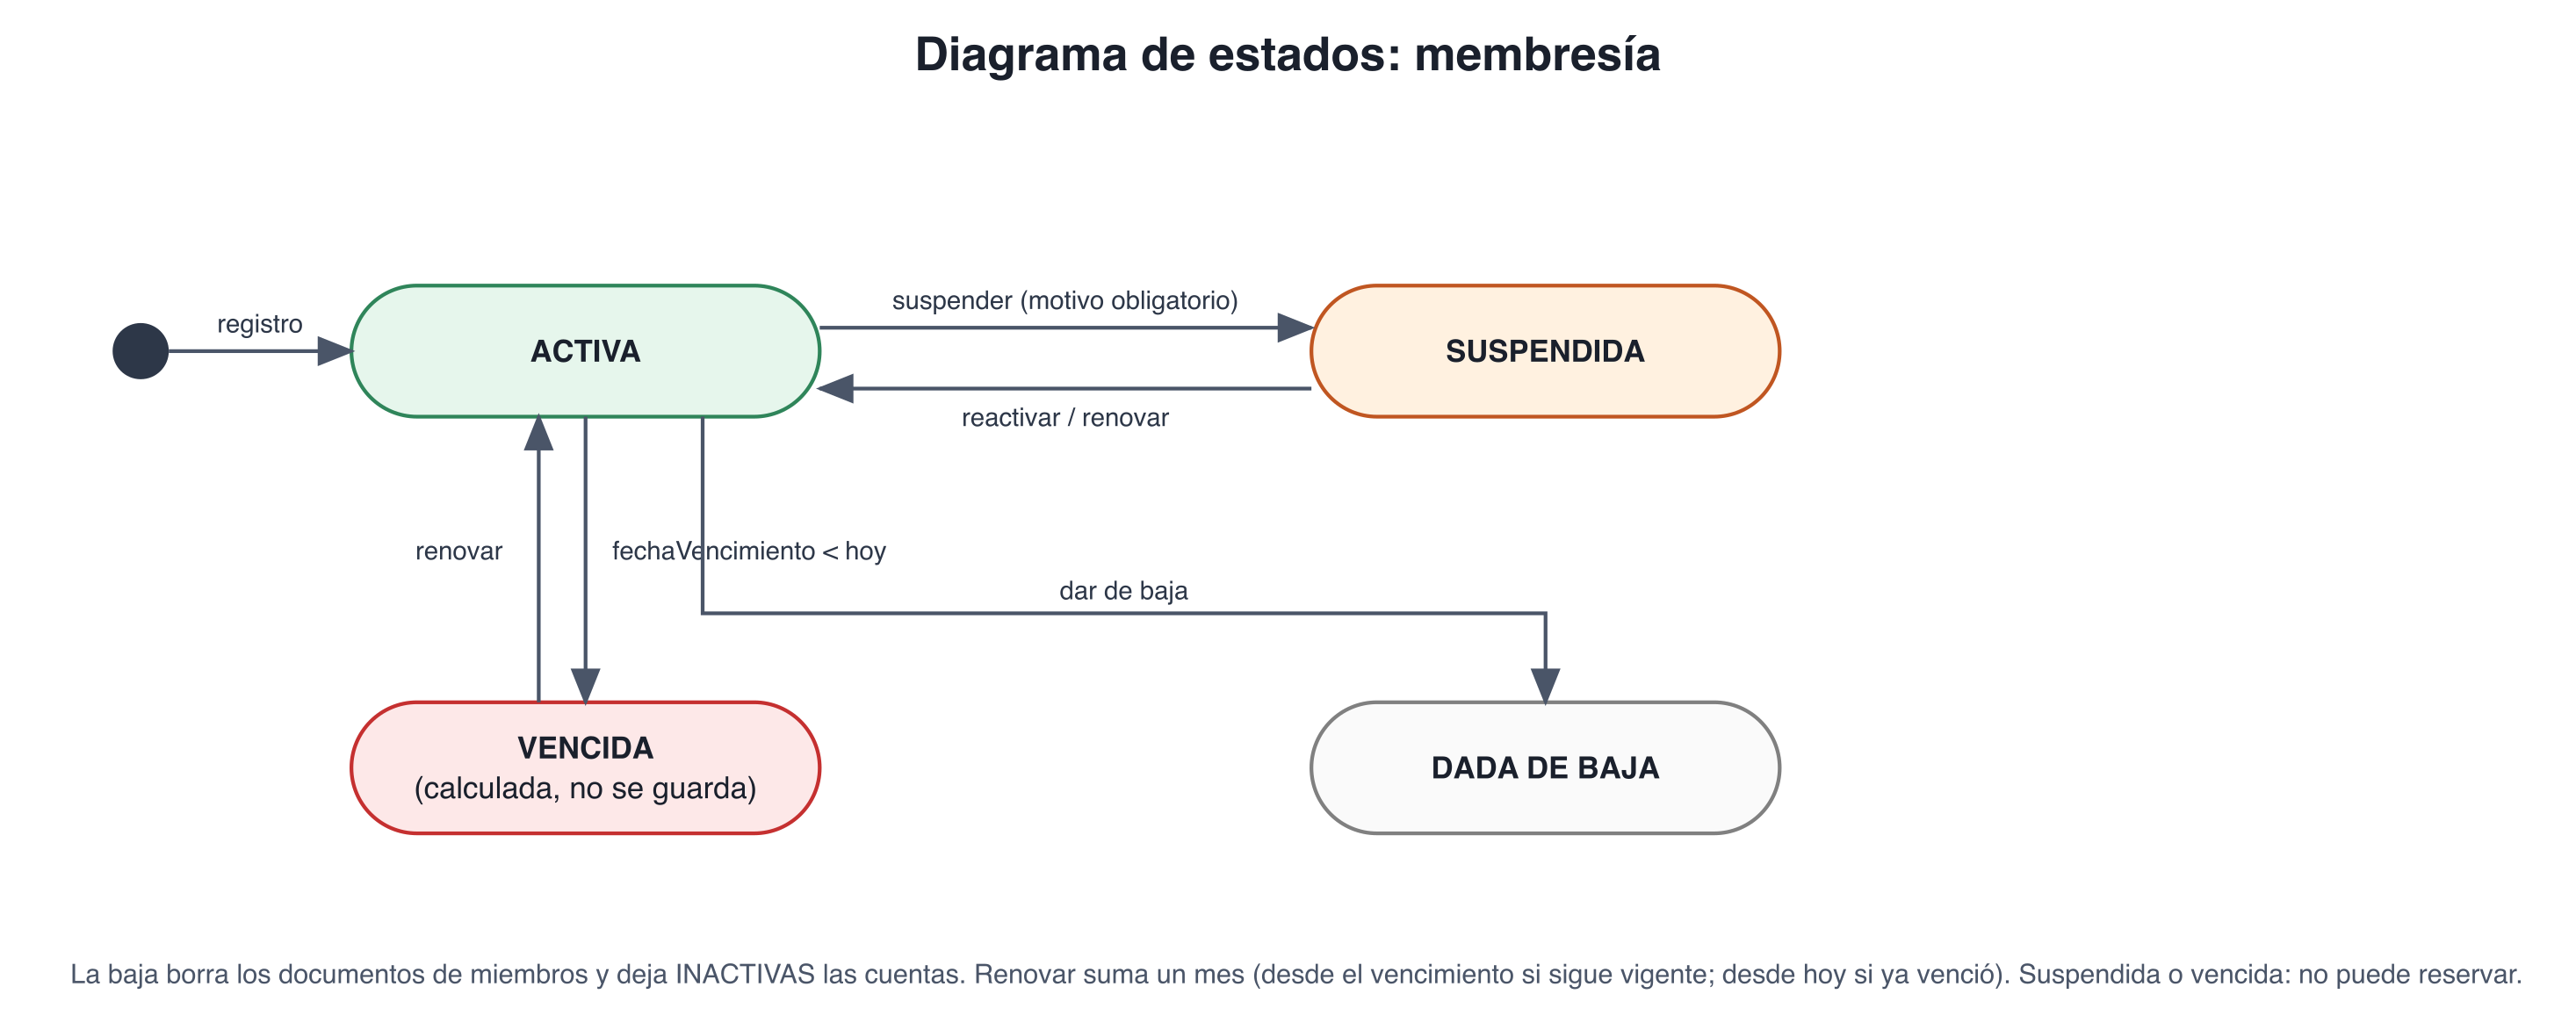 Diagrama de estados: membresía
registro
ACTIVA
suspender (motivo obligatorio)
SUSPENDIDA
reactivar / renovar
renovar
fechaVencimiento < hoy
dar de baja
VENCIDA
(calculada, no se guarda)
DADA DE BAJA
La baja borra los documentos de miembros y deja INACTIVAS las cuentas. Renovar suma un mes (desde el vencimiento si sigue vigente; desde hoy si ya venció). Suspendida o vencida: no puede reservar.